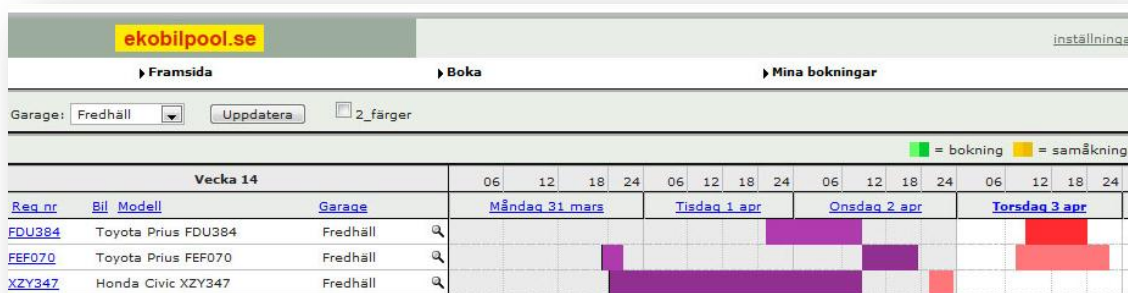 ekobilpool.se
inställninga
Framsida Boka Mina bokningar
Garage: Fredhäll Uppdatera 2_färger
= bokning = samåkning
Vecka 14 06 12 18 24 06 12 18 24 06 12 18 24 06 12 18 24
Reg nr Bil Modell Garage Måndag 31 mars Tisdag 1 apr Onsdag 2 apr Torsdag 3 apr
FDU384 Toyota Prius FDU384 Fredhäll
FEF070 Toyota Prius FEF070 Fredhäll
XZY347 Honda Civic XZY347 Fredhäll